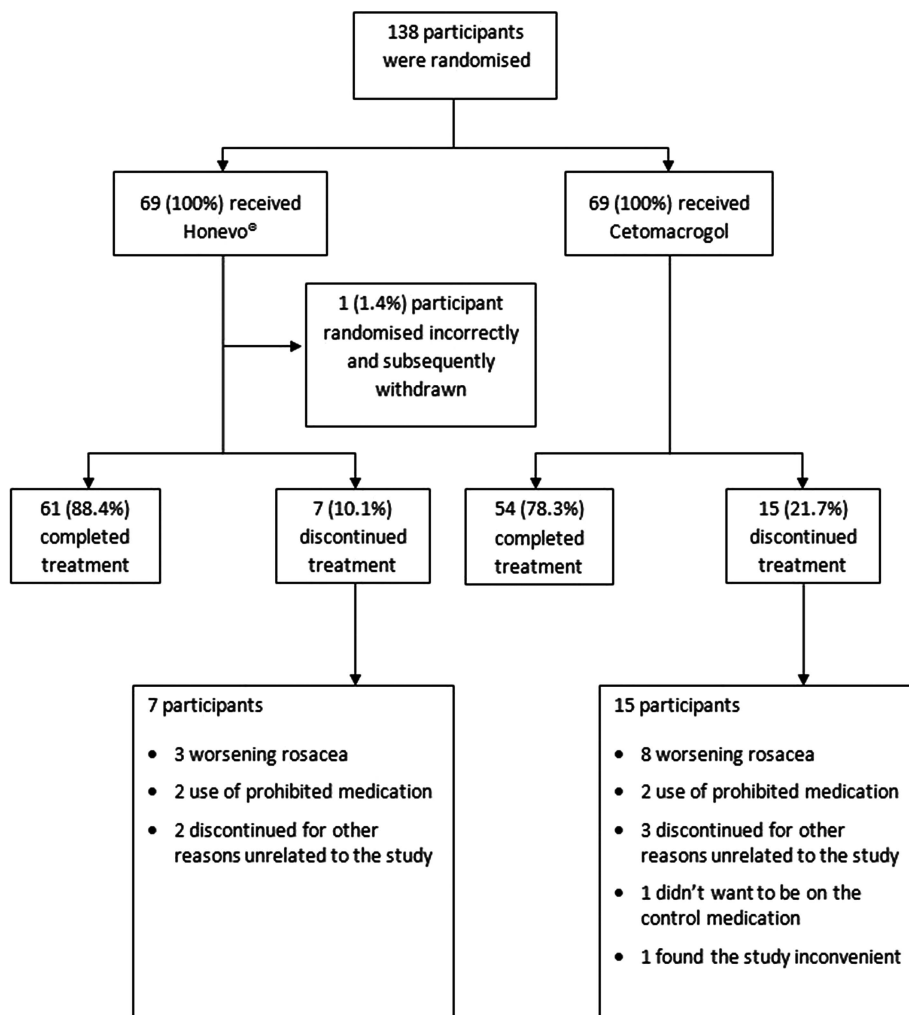 138 participants
were randomised
69 (100%) received
Honevo®
69 (100%) received
Cetomacrogol
1 (1.4%) participant
randomised incorrectly
and subsequently
withdrawn
61 (88.4%)
completed
treatment
7 (10.1%)
discontinued
treatment
54 (78.3%)
completed
treatment
15 (21.7%)
discontinued
treatment
7 participants
• 3 worsening rosacea
• 2 use of prohibited medication
• 2 discontinued for other
reasons unrelated to the study
15 participants
• 8 worsening rosacea
• 2 use of prohibited medication
• 3 discontinued for other
reasons unrelated to the study
• 1 didn't want to be on the
control medication
• 1 found the study inconvenient